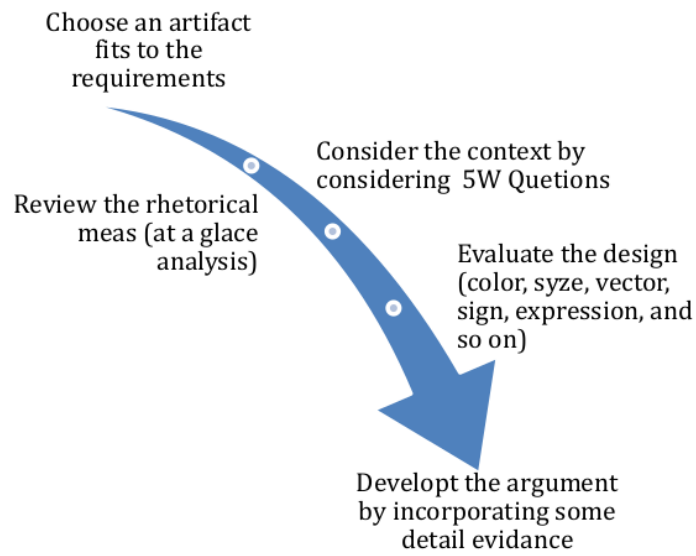 Choose an artifact
fits to the
requirements
Consider the context by
considering 5W Quetions
Review the rhetorical
meas (at a glace
analysis)
Evaluate the design
(color, syze, vector,
sign, expression, and
so on)
Developt the argument
by incorporating some
detail evidance